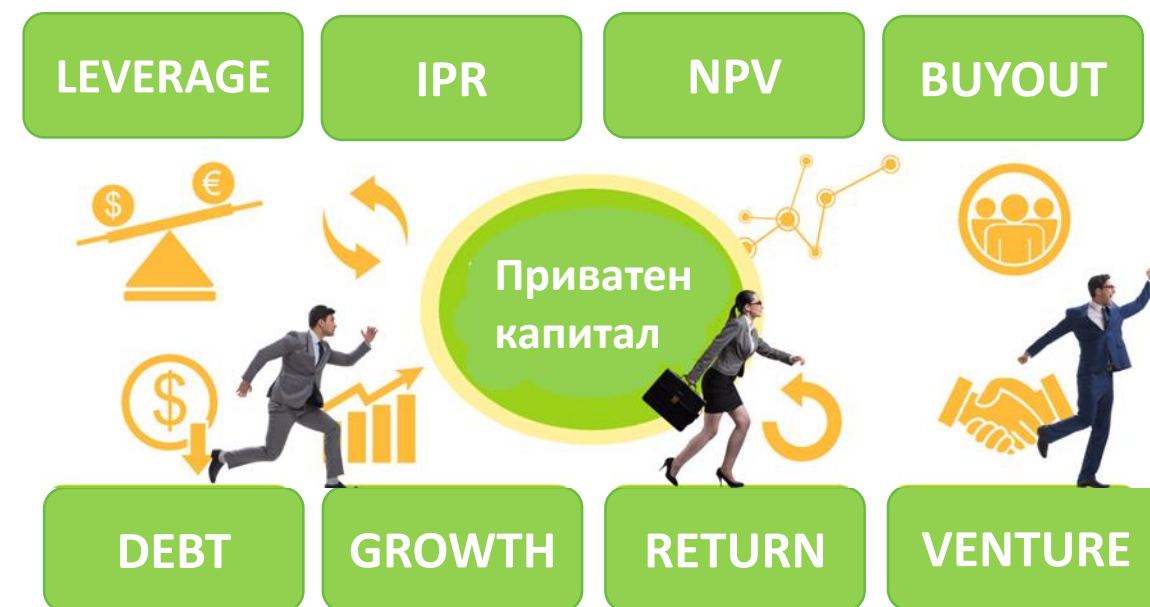 LEVERAGE
IPR
NPV
BUYOUT
$
€
Приватен
капитал
$
DEBT
GROWTH
RETURN
VENTURE